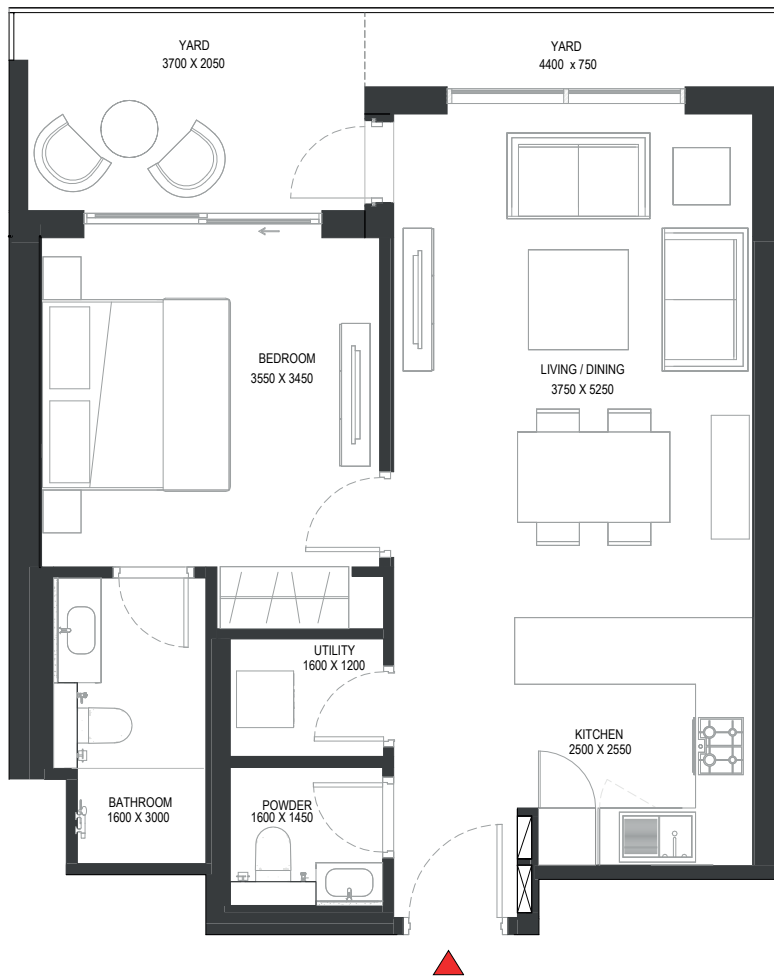 YARD
3700 X 2050
YARD
4400 x 750
BEDROOM
3550 X 3450
LIVING / DINING
3750 X 5250
UTILITY
1600 X 1200
KITCHEN
2500 X 2550
BATHROOM
1600 X 3000
POWDER
1600 X 1450